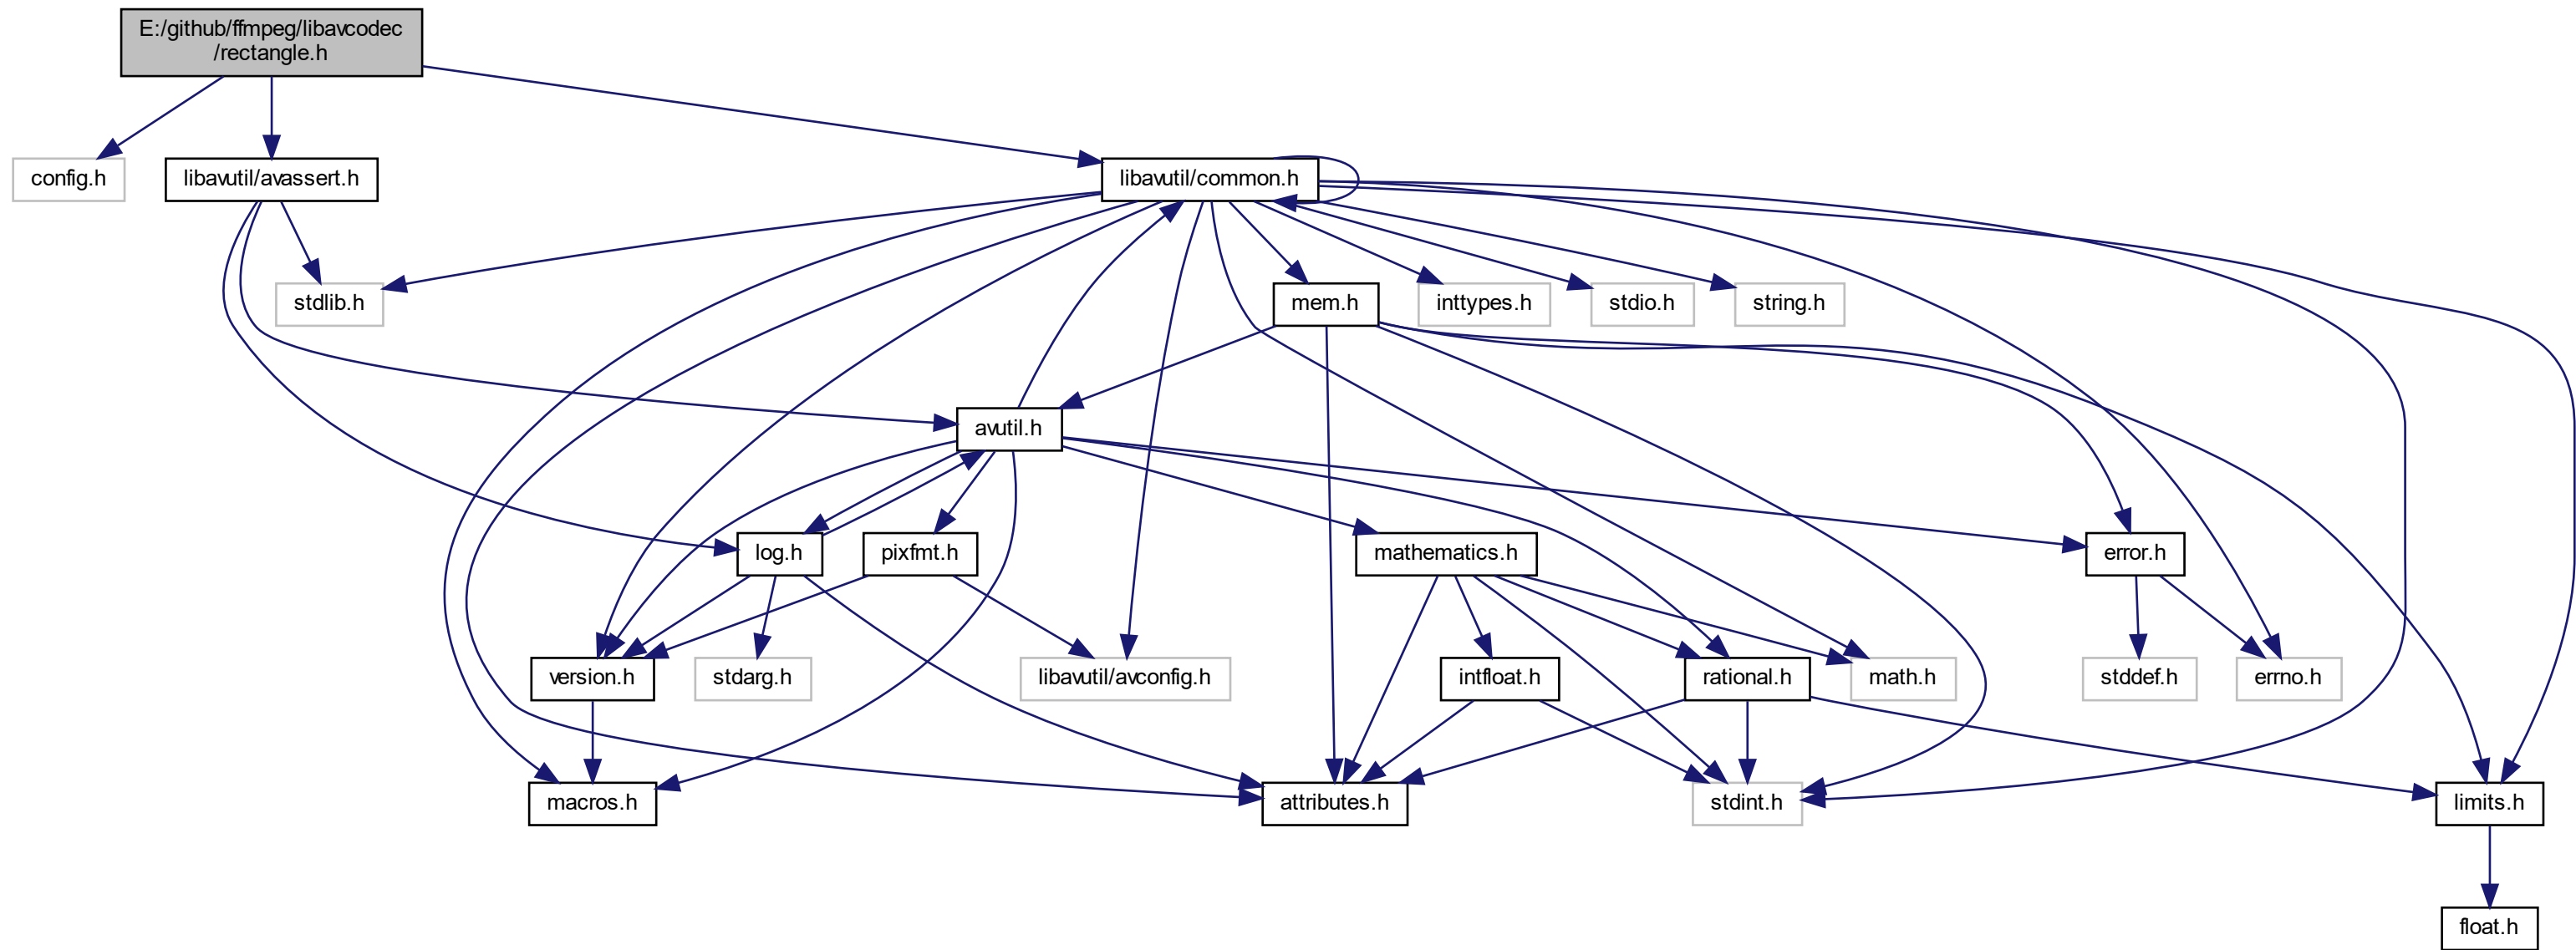 E:/github/ffmpeg/libavcodec
/rectangle.h
config.h
libavutil/avassert.h
libavutil/common.h
stdlib.h
mem.h
inttypes.h
stdio.h
string.h
avutil.h
log.h
pixfmt.h
mathematics.h
error.h
version.h
stdarg.h
libavutil/avconfig.h
intfloat.h
rational.h
math.h
stddef.h
errno.h
macros.h
attributes.h
stdint.h
limits.h
float.h